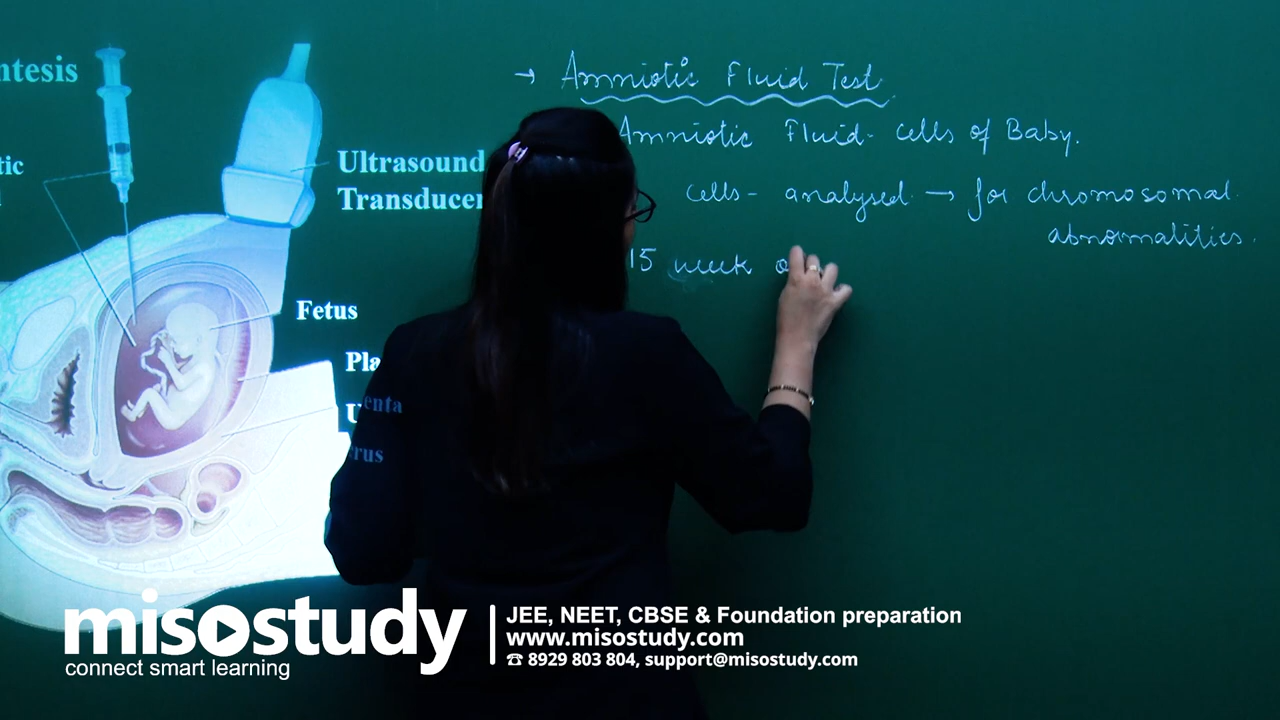 ntesis
tic
Ultrasound
Transducer
Fetus
Pla
enta
U
erus
→ Amniotic Fluid Test
Amniotic Fluid - cells of Baby.
cells - analysed → for chromosomal
abnormalities.
15 week o
misostudy
connect smart learning
JEE, NEET, CBSE & Foundation preparation
www.misostudy.com
☎ 8929 803 804, support@misostudy.com